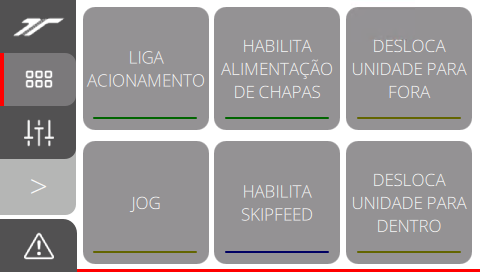 LIGA
ACIONAMENTO
HABILITA
ALIMENTAÇÃO
DE CHAPAS
DESLOCA
UNIDADE PARA
FORA
>
JOG
HABILITA
SKIPFEED
DESLOCA
UNIDADE PARA
DENTRO